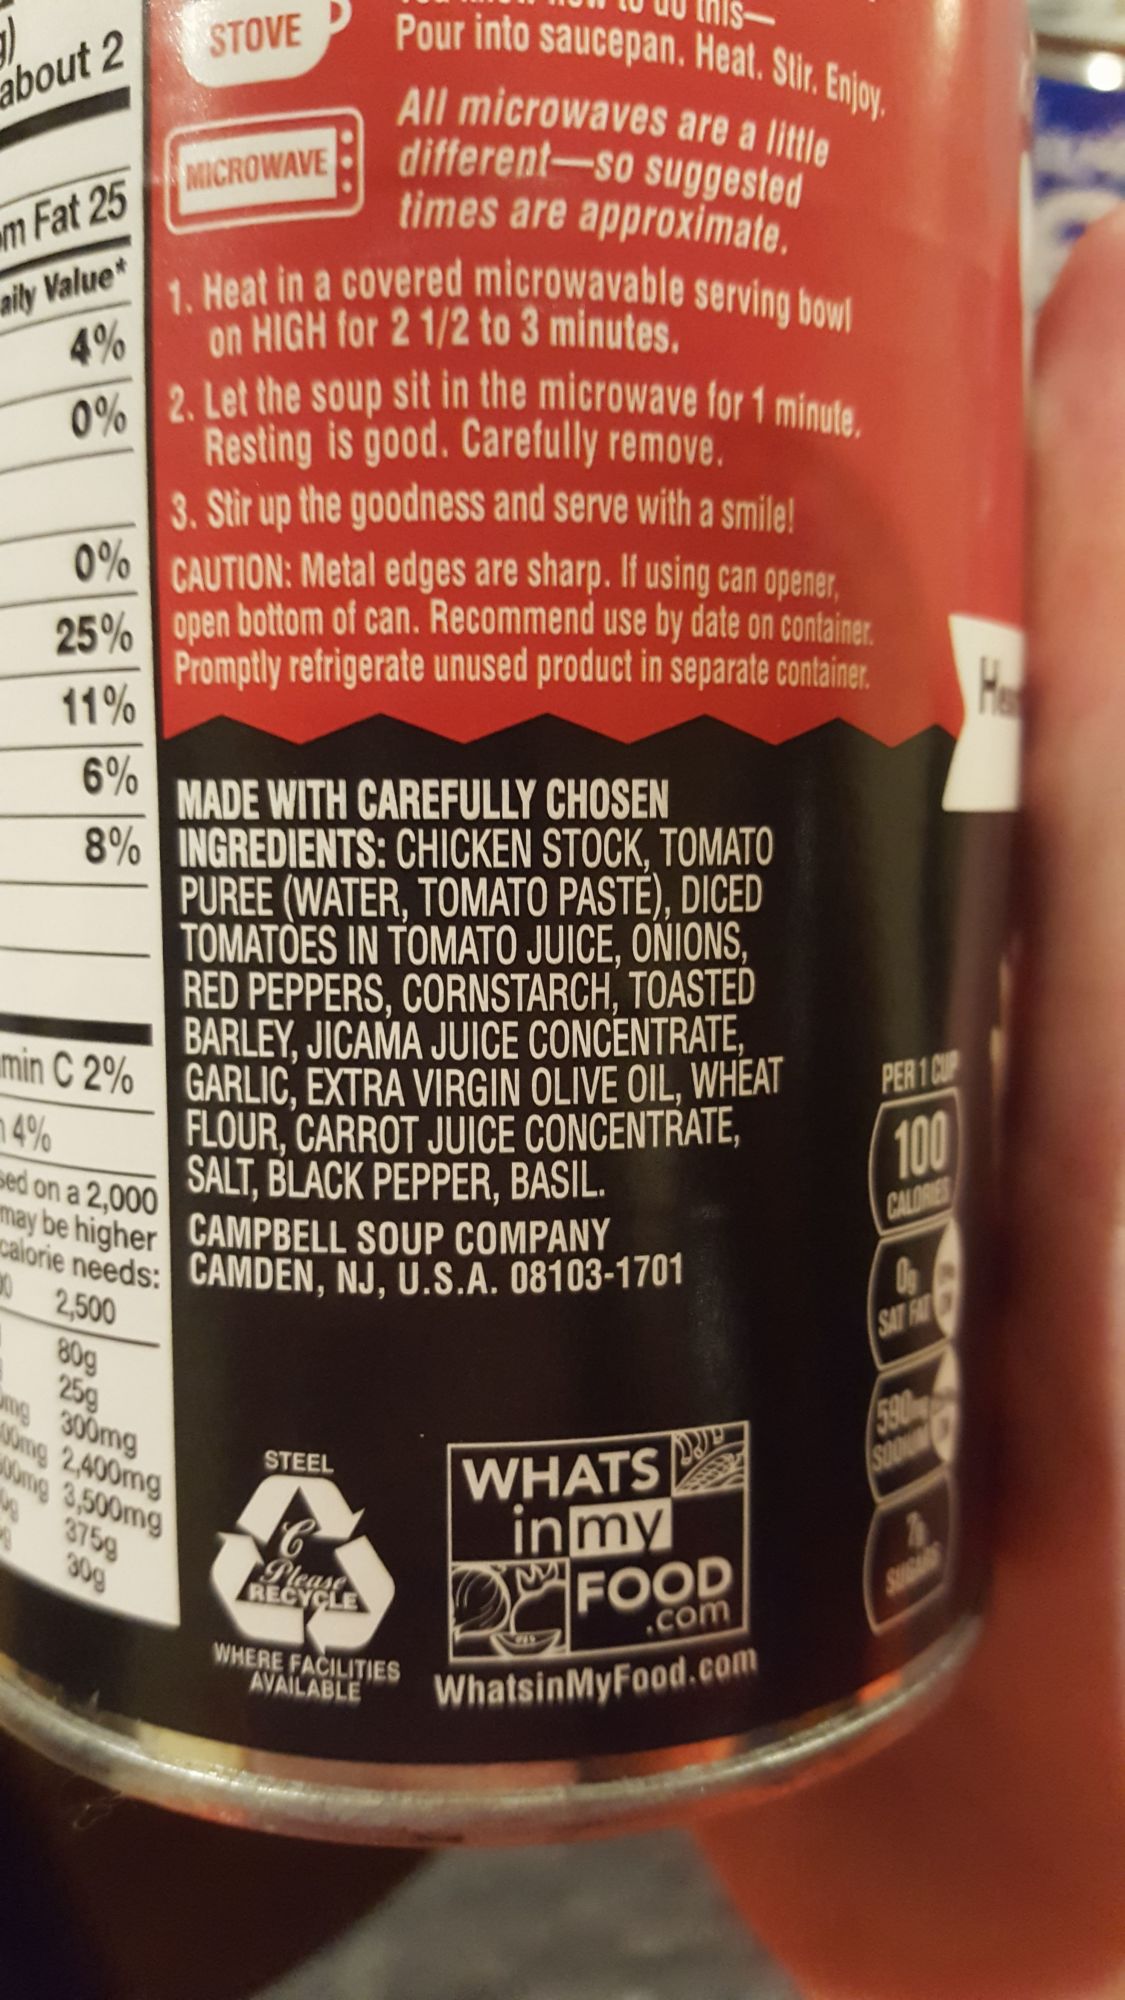 about 2
Fat 25
Value*
4%
0%
0%
25%
11%
6%
8%
C 2%
4%
on a 2,000
may be higher
calorie needs:
2,500
80g
25g
300mg
2,400mg
3,500mg
375g
30g
STOVE
Pour into saucepan. Heat. Stir. Enjoy.
MICROWAVE
All microwaves are a little
different—so suggested
times are approximate.
1. Heat in a covered microwavable serving bowl
on HIGH for 2 1/2 to 3 minutes.
2. Let the soup sit in the microwave for 1 minute.
Resting is good. Carefully remove.
3. Stir up the goodness and serve with a smile!
CAUTION: Metal edges are sharp. If using can opener,
open bottom of can. Recommend use by date on container.
Promptly refrigerate unused product in separate container.
MADE WITH CAREFULLY CHOSEN
INGREDIENTS: CHICKEN STOCK, TOMATO
PUREE (WATER, TOMATO PASTE), DICED
TOMATOES IN TOMATO JUICE, ONIONS,
RED PEPPERS, CORNSTARCH, TOASTED
BARLEY, JICAMA JUICE CONCENTRATE,
GARLIC, EXTRA VIRGIN OLIVE OIL, WHEAT
FLOUR, CARROT JUICE CONCENTRATE,
SALT, BLACK PEPPER, BASIL.
CAMPBELL SOUP COMPANY
CAMDEN, NJ, U.S.A. 08103-1701
STEEL
C
Please
RECYCLE
WHERE FACILITIES
AVAILABLE
WHATS
in my
FOOD
.com
WhatsinMyFood.com
PER 1 CUP
100
CALORIES
0g
SAT FAT
590mg
SODIUM
7g
SUGARS